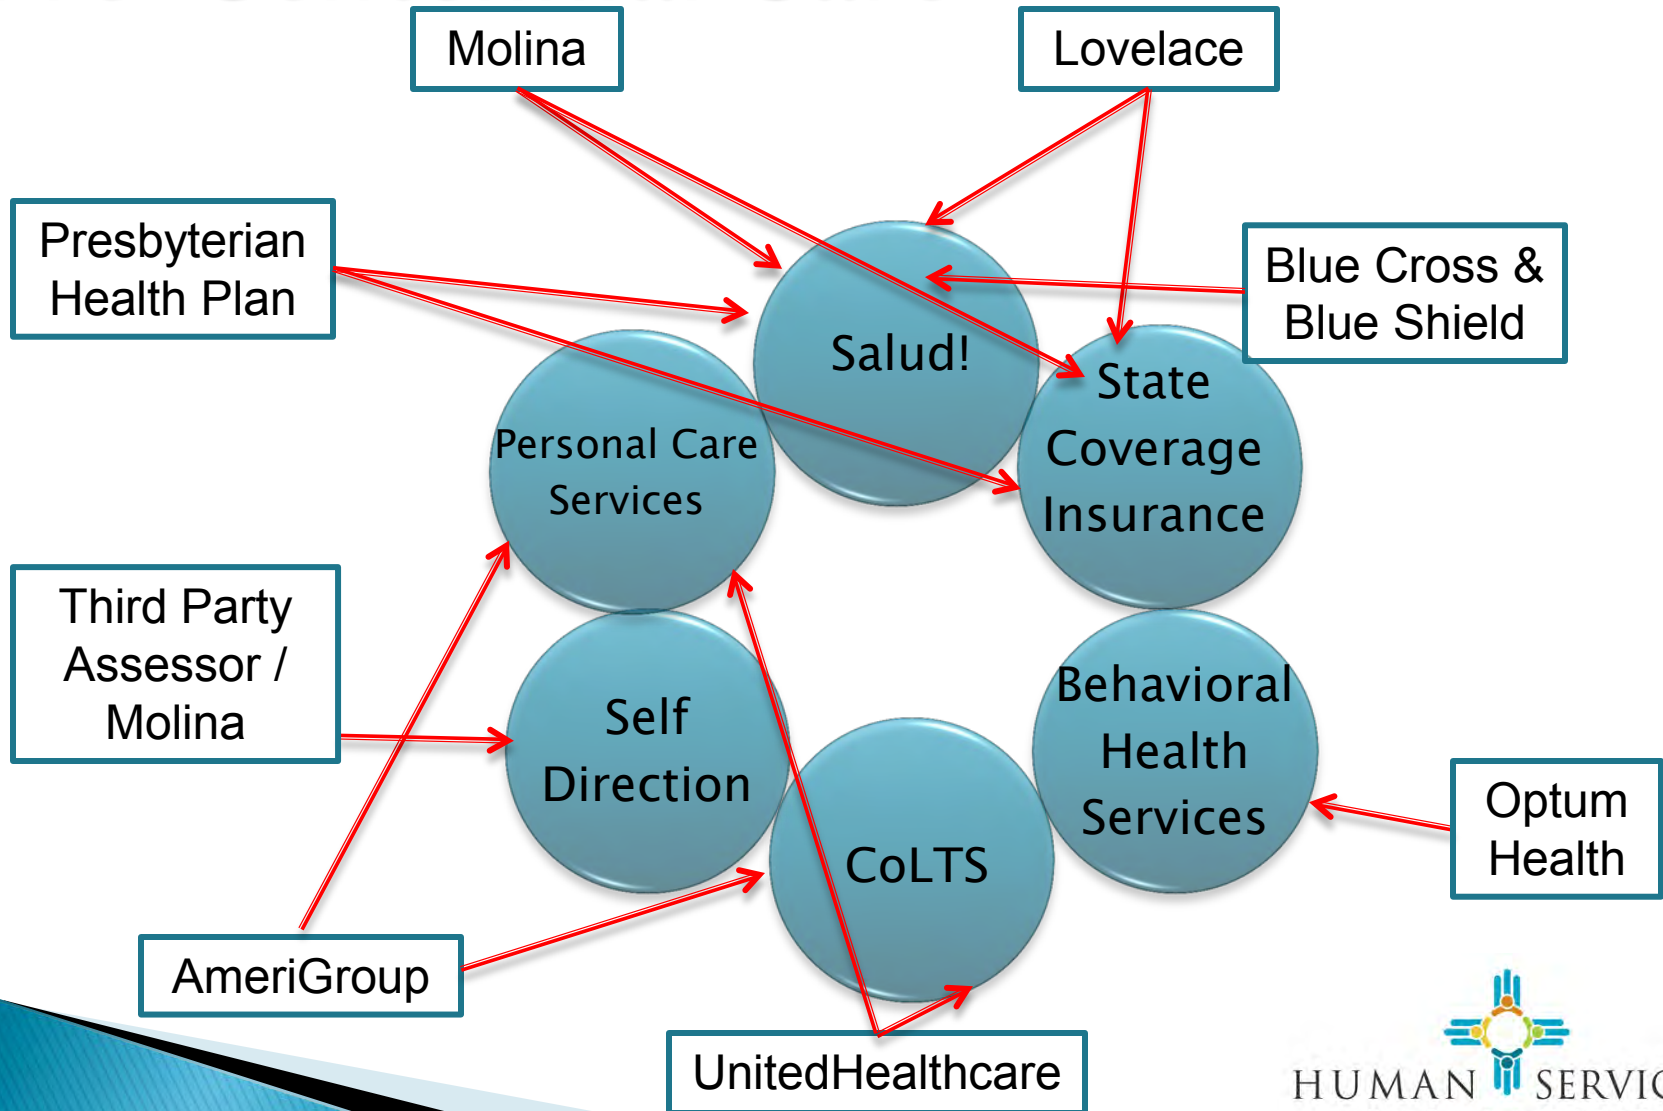 Molina
Lovelace
Presbyterian
Health Plan
Blue Cross &
Blue Shield
Salud!
State
Coverage
Insurance
Personal Care
Services
Third Party
Assessor /
Molina
Self
Direction
Behavioral
Health
Services
CoLTS
Optum
Health
AmeriGroup
UnitedHealthcare
HUMAN